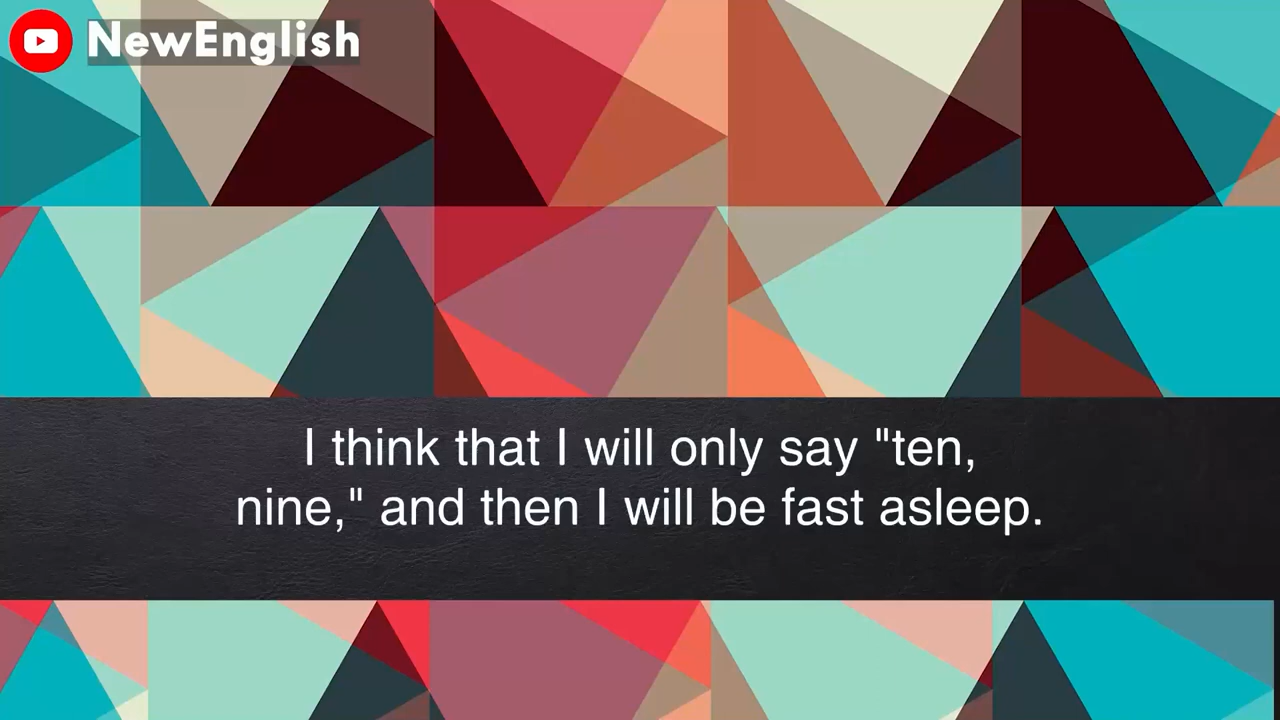 NewEnglish
I think that I will only say "ten,
nine," and then I will be fast asleep.